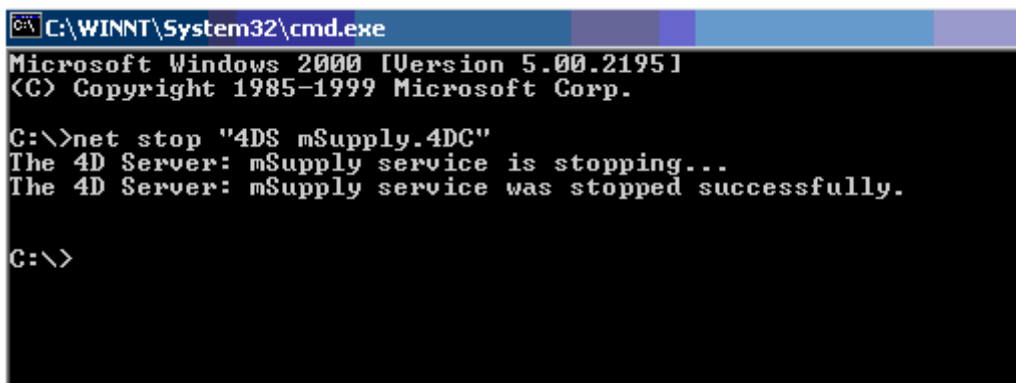 C:\WINNT\System32\cmd.exe
Microsoft Windows 2000 [Version 5.00.2195]
(C) Copyright 1985-1999 Microsoft Corp.
C:\>net stop "4DS mSupply.4DC"
The 4D Server: mSupply service is stopping...
The 4D Server: mSupply service was stopped successfully.
C:\>